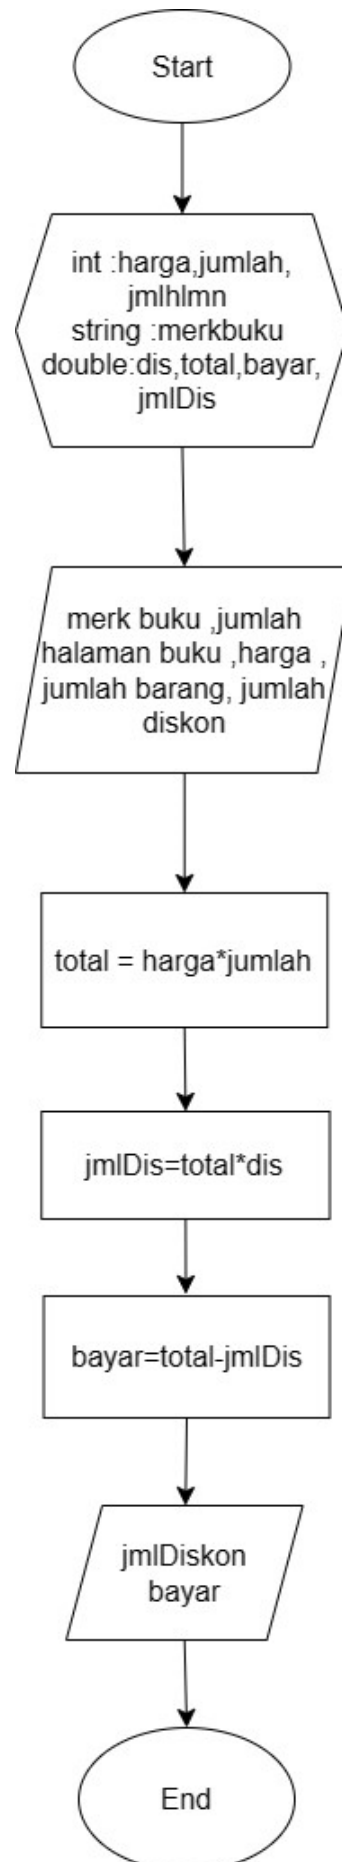 Start
int :harga,jumlah,
jmlhlmn
string :merkbuku
double:dis,total,bayar,
jmlDis
merk buku ,jumlah
halaman buku ,harga ,
jumlah barang, jumlah
diskon
total = harga*jumlah
jmlDis=total*dis
bayar=total-jmlDis
jmlDiskon
bayar
End